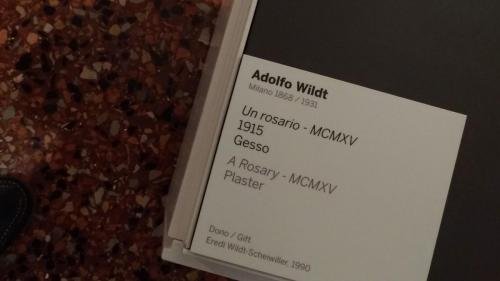 Adolfo Wildt
Milano 1868 / 1931
Un rosario - MCMXV
1915
Gesso
A Rosary - MCMXV
Plaster
Dono / Gift
Eredi Wildt-Scheiwiller, 1990